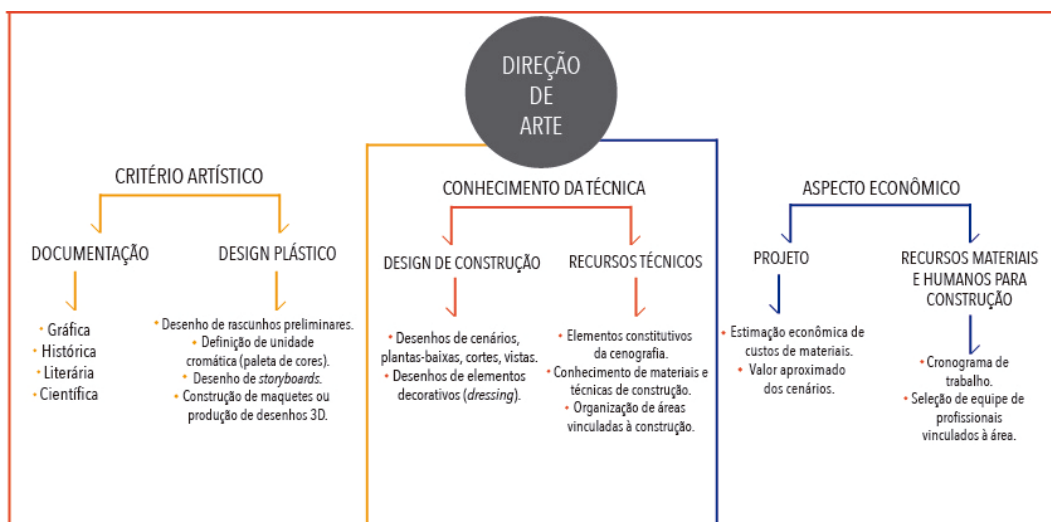 DIREÇÃO
DE
ARTE
CRITÉRIO ARTÍSTICO
DOCUMENTAÇÃO
• Gráfica
• Histórica
• Literária
• Científica
DESIGN PLÁSTICO
• Desenho de rascunhos preliminares.
• Definição de unidade
cromática (paleta de cores).
• Desenho de storyboards.
• Construção de maquetes ou
produção de desenhos 3D.
CONHECIMENTO DA TÉCNICA
DESIGN DE CONSTRUÇÃO
• Desenhos de cenários,
plantas-baixas, cortes, vistas.
• Desenhos de elementos
decorativos (dressing).
RECURSOS TÉCNICOS
• Elementos constitutivos
da cenografia.
• Conhecimento de materiais e
técnicas de construção.
• Organização de áreas
vinculadas à construção.
ASPECTO ECONÔMICO
PROJETO
• Estimação econômica de
custos de materiais.
• Valor aproximado
dos cenários.
RECURSOS MATERIAIS
E HUMANOS PARA
CONSTRUÇÃO
• Cronograma de
trabalho.
• Seleção de equipe de
profissionais
vinculados à área.